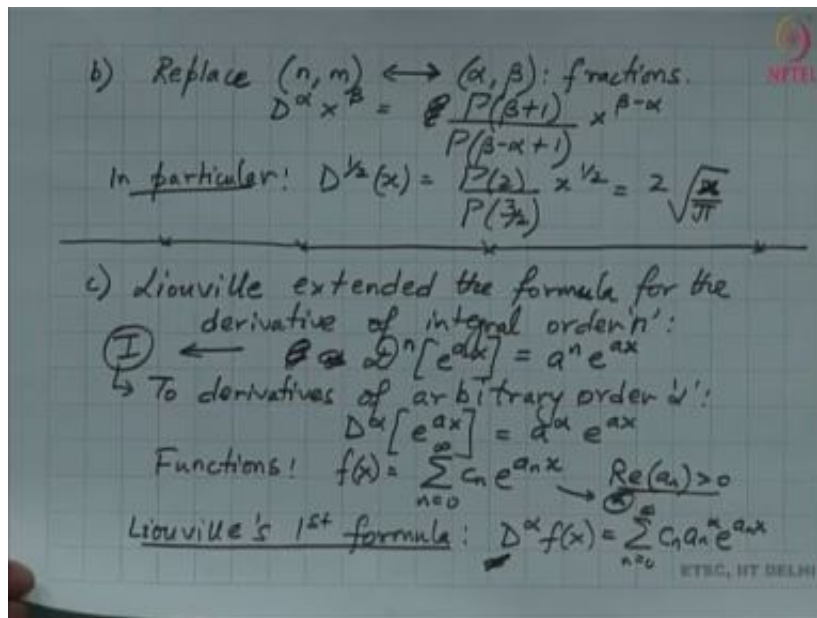 b) Replace (n, m) ↔ (α, β): fractions.
NPTEL
D^α x^β = Γ(β+1)/Γ(β-α+1) x^(β-α)
In particular: D^(1/2)(x) = Γ(2)/Γ(3/2) x^(1/2) = 2√(x/π)
c) Liouville extended the formula for the
derivative of integral order 'n':
I ← D^n [e^(ax)] = a^n e^(ax)
↳ To derivatives of arbitrary order 'α':
D^α [e^(ax)] = a^α e^(ax)
Functions: f(x) = ∑_(n=0)^∞ c_n e^(a_n x) → Re(a_n) > 0
Liouville's 1st formula: D^α f(x) = ∑_(n=0)^∞ c_n a_n^α e^(a_n x)
ETSC, IIT DELHI